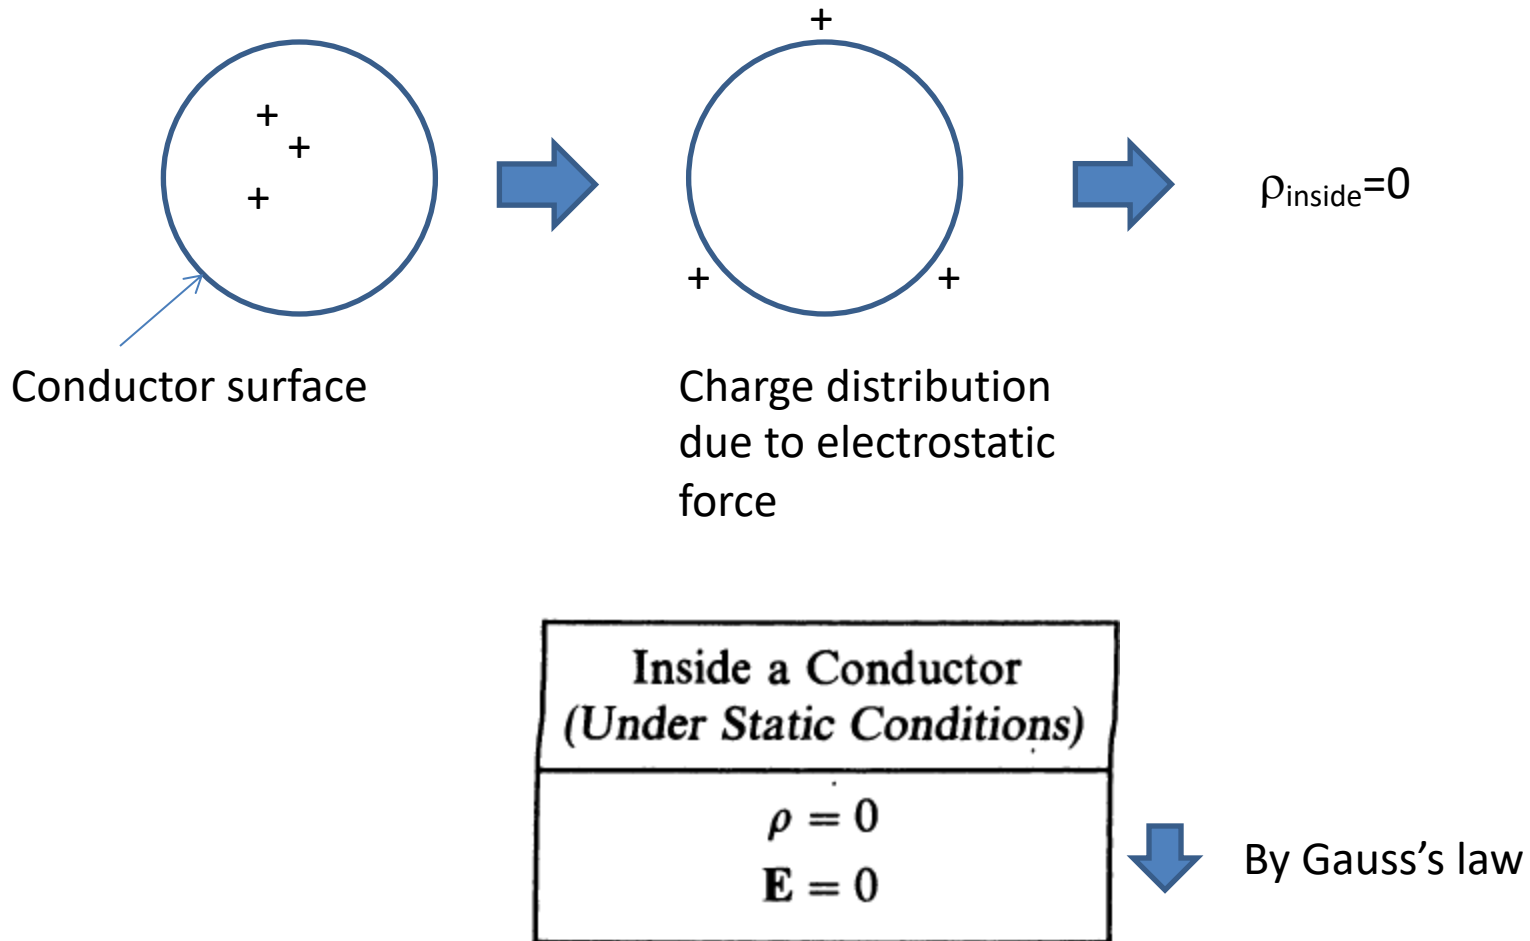 +
+
+
+
+
+
ρinside=0
Conductor surface
Charge distribution
due to electrostatic
force
Inside a Conductor
(Under Static Conditions)
ρ = 0
E = 0
By Gauss’s law